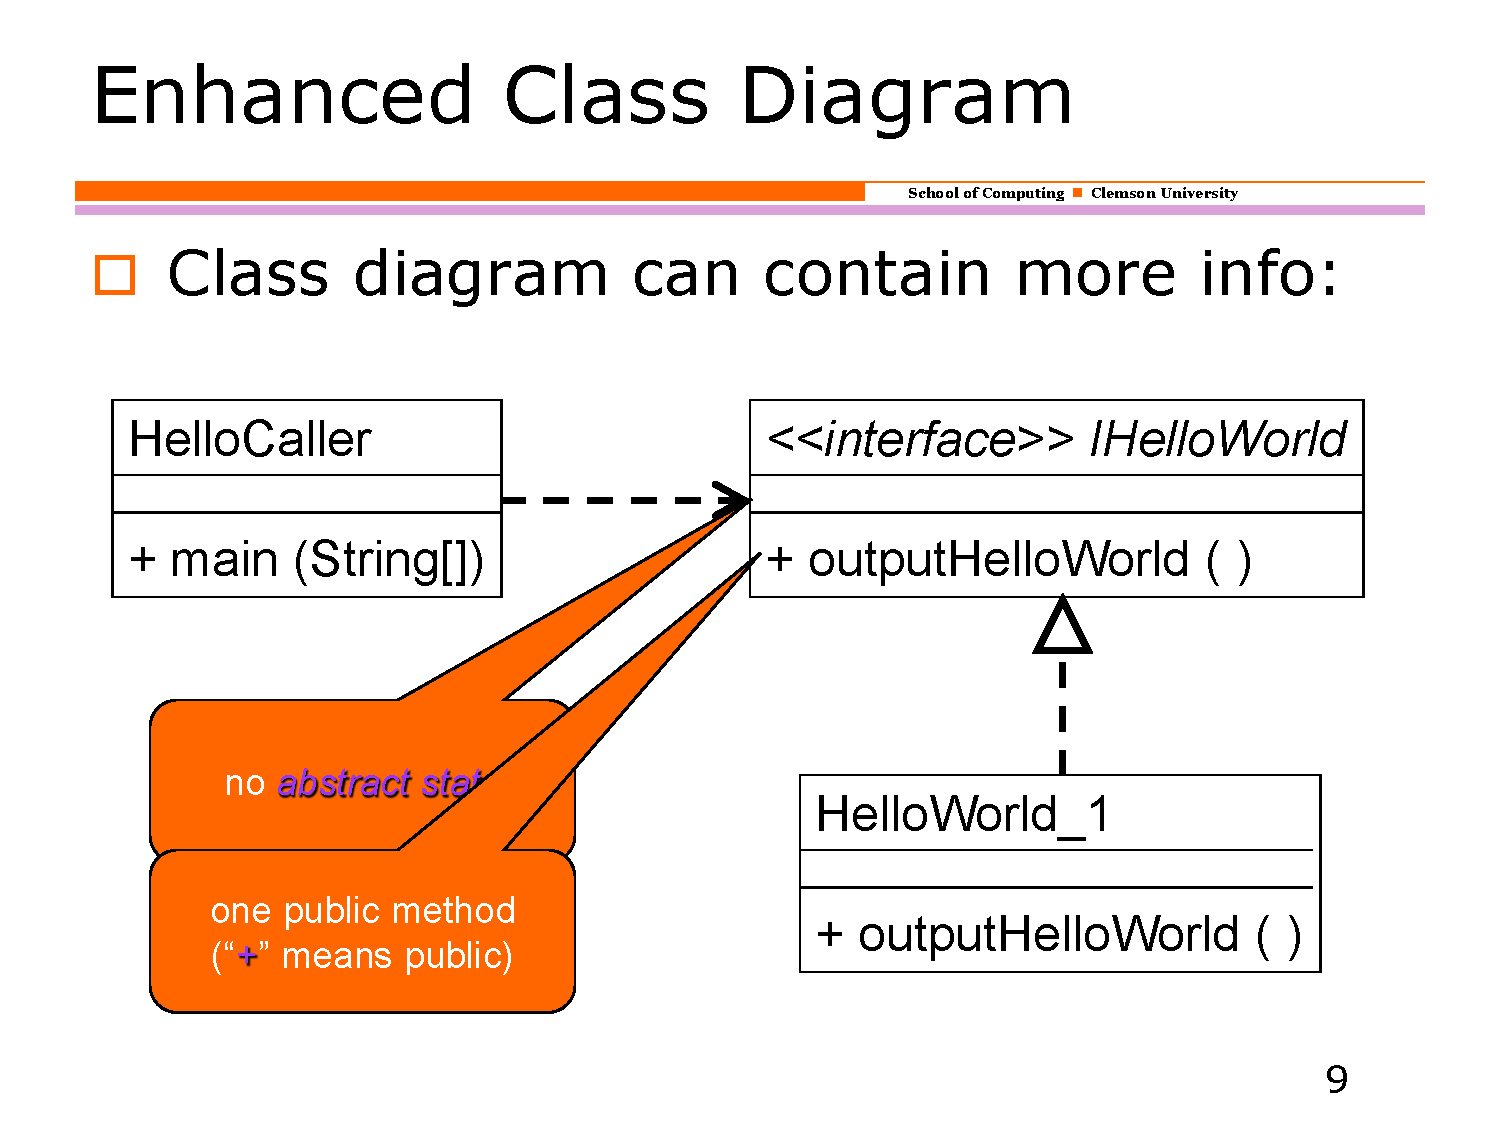 Enhanced Class Diagram
School of Computing Clemson University
Class diagram can contain more info:
HelloCaller
+ main (String[])
<<interface>> IHelloWorld
+ outputHelloWorld ( )
no abstract
one public method
(“+” means public)
HelloWorld_1
+ outputHelloWorld ( )
9